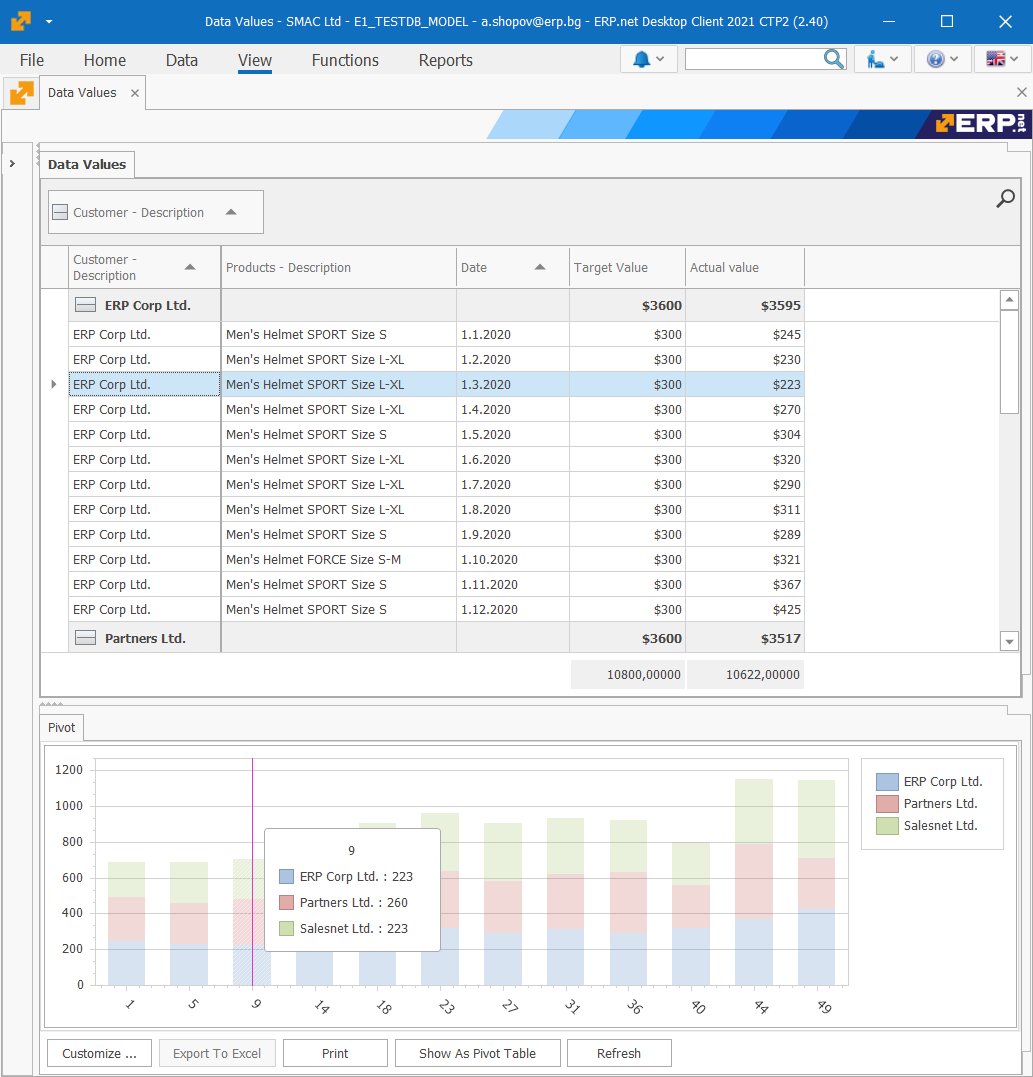 Data Values - SMAC Ltd - E1_TESTDB_MODEL - a.shopov@erp.bg - ERP.net Desktop Client 2021 CTP2 (2.40)
File Home Data View Functions Reports
Data Values
ERP.net
Data Values
Customer - Description
Customer - Description Products - Description Date Target Value Actual value
ERP Corp Ltd. $3600 $3595
ERP Corp Ltd. Men's Helmet SPORT Size S 1.1.2020 $300 $245
ERP Corp Ltd. Men's Helmet SPORT Size L-XL 1.2.2020 $300 $230
ERP Corp Ltd. Men's Helmet SPORT Size L-XL 1.3.2020 $300 $223
ERP Corp Ltd. Men's Helmet SPORT Size L-XL 1.4.2020 $300 $270
ERP Corp Ltd. Men's Helmet SPORT Size S 1.5.2020 $300 $304
ERP Corp Ltd. Men's Helmet SPORT Size L-XL 1.6.2020 $300 $320
ERP Corp Ltd. Men's Helmet SPORT Size L-XL 1.7.2020 $300 $290
ERP Corp Ltd. Men's Helmet SPORT Size L-XL 1.8.2020 $300 $311
ERP Corp Ltd. Men's Helmet SPORT Size S 1.9.2020 $300 $289
ERP Corp Ltd. Men's Helmet FORCE Size S-M 1.10.2020 $300 $321
ERP Corp Ltd. Men's Helmet SPORT Size S 1.11.2020 $300 $367
ERP Corp Ltd. Men's Helmet SPORT Size S 1.12.2020 $300 $425
Partners Ltd. $3600 $3517
10800,00000 10622,00000
Pivot
1200
1000
800
600
400
200
0
9
ERP Corp Ltd. : 223
Partners Ltd. : 260
Salesnet Ltd. : 223
ERP Corp Ltd.
Partners Ltd.
Salesnet Ltd.
1 5 9 14 18 23 27 31 36 40 44 49
Customize ... Export To Excel Print Show As Pivot Table Refresh